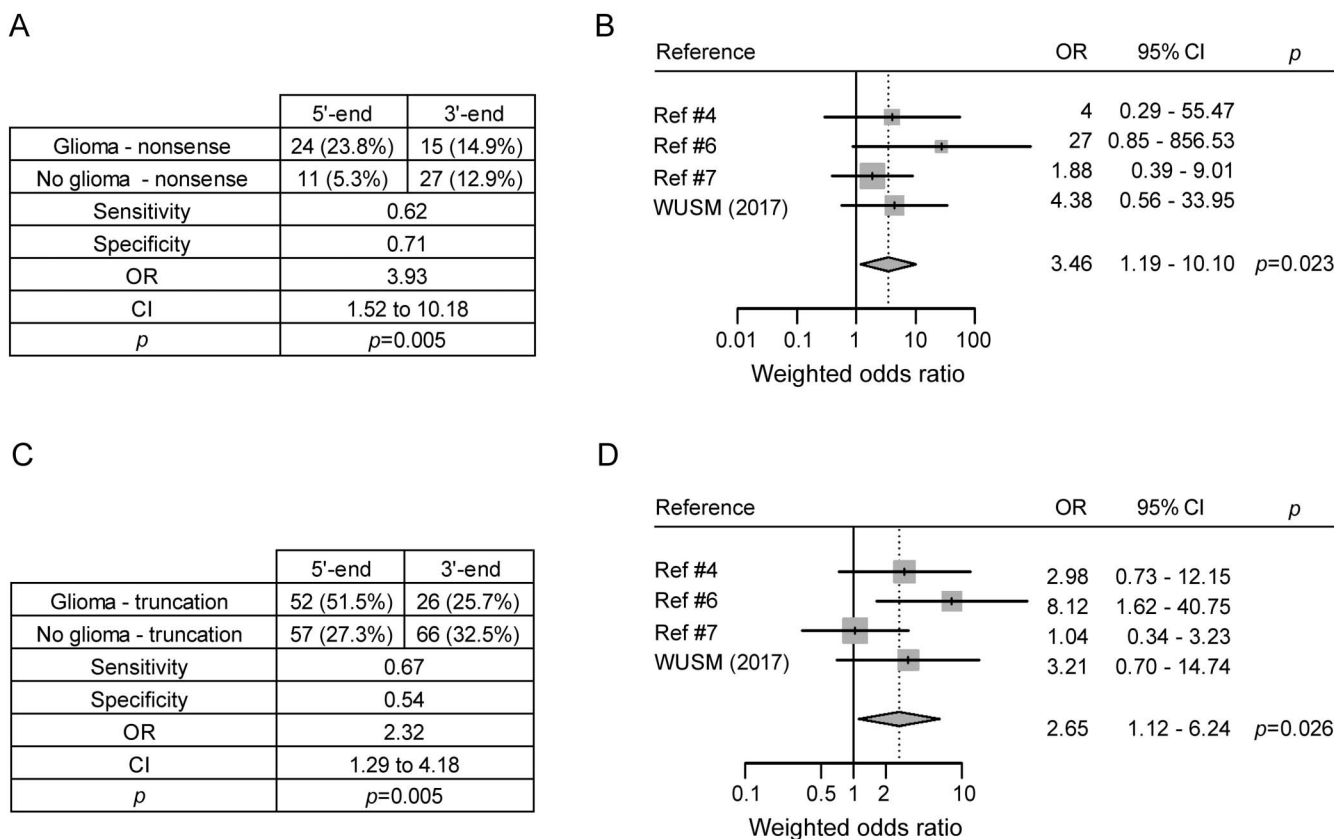 A
5'-end 3'-end
Glioma - nonsense 24 (23.8%) 15 (14.9%)
No glioma - nonsense 11 (5.3%) 27 (12.9%)
Sensitivity 0.62
Specificity 0.71
OR 3.93
CI 1.52 to 10.18
p p=0.005
B
Reference OR 95% CI p
Ref #4 4 0.29 - 55.47
Ref #6 27 0.85 - 856.53
Ref #7 1.88 0.39 - 9.01
WUSM (2017) 4.38 0.56 - 33.95
3.46 1.19 - 10.10 p=0.023
0.01 0.1 1 10 100
Weighted odds ratio
C
5'-end 3'-end
Glioma - truncation 52 (51.5%) 26 (25.7%)
No glioma - truncation 57 (27.3%) 66 (32.5%)
Sensitivity 0.67
Specificity 0.54
OR 2.32
CI 1.29 to 4.18
p p=0.005
D
Reference OR 95% CI p
Ref #4 2.98 0.73 - 12.15
Ref #6 8.12 1.62 - 40.75
Ref #7 1.04 0.34 - 3.23
WUSM (2017) 3.21 0.70 - 14.74
2.65 1.12 - 6.24 p=0.026
0.1 0.5 1 2 10
Weighted odds ratio